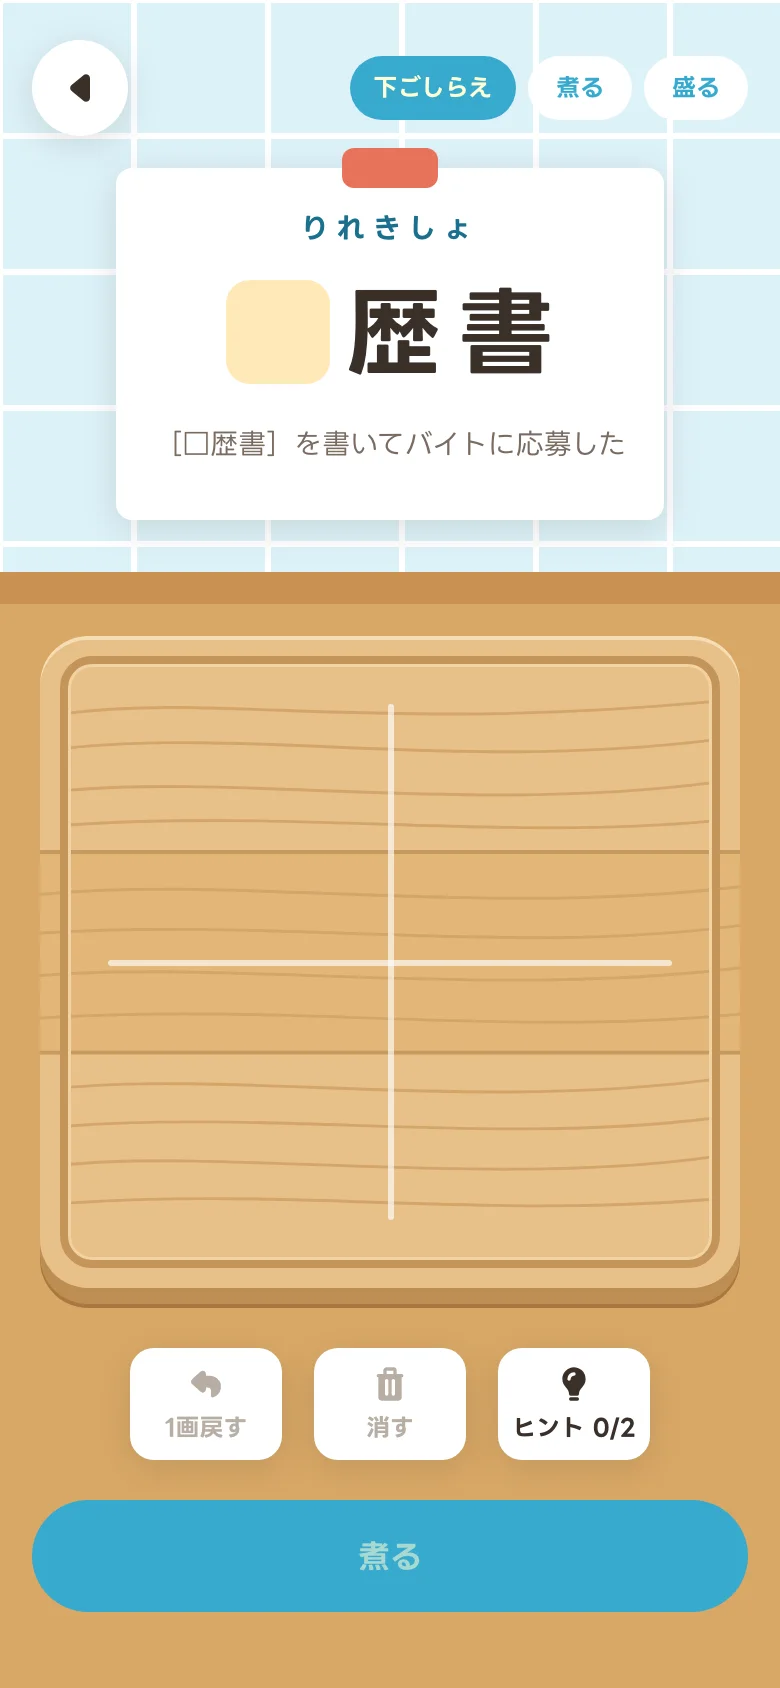 下ごしらえ 煮る 盛る
りれきしょ
歴書
［□歴書］を書いてバイトに応募した
1画戻す 消す ヒント 0/2
煮る